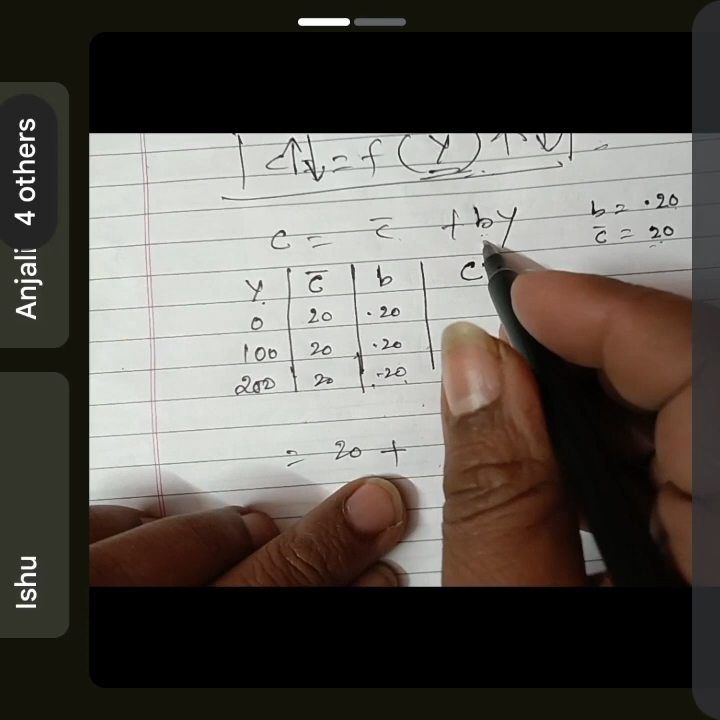 Anjali 4 others
Ishu
C↑↓ = f (Y) ↑↓
C = C̅ + bY
b = .20
C̅ = 20
Y C̅ b C
0 20 .20
100 20 .20
200 20 .20
= 20 +